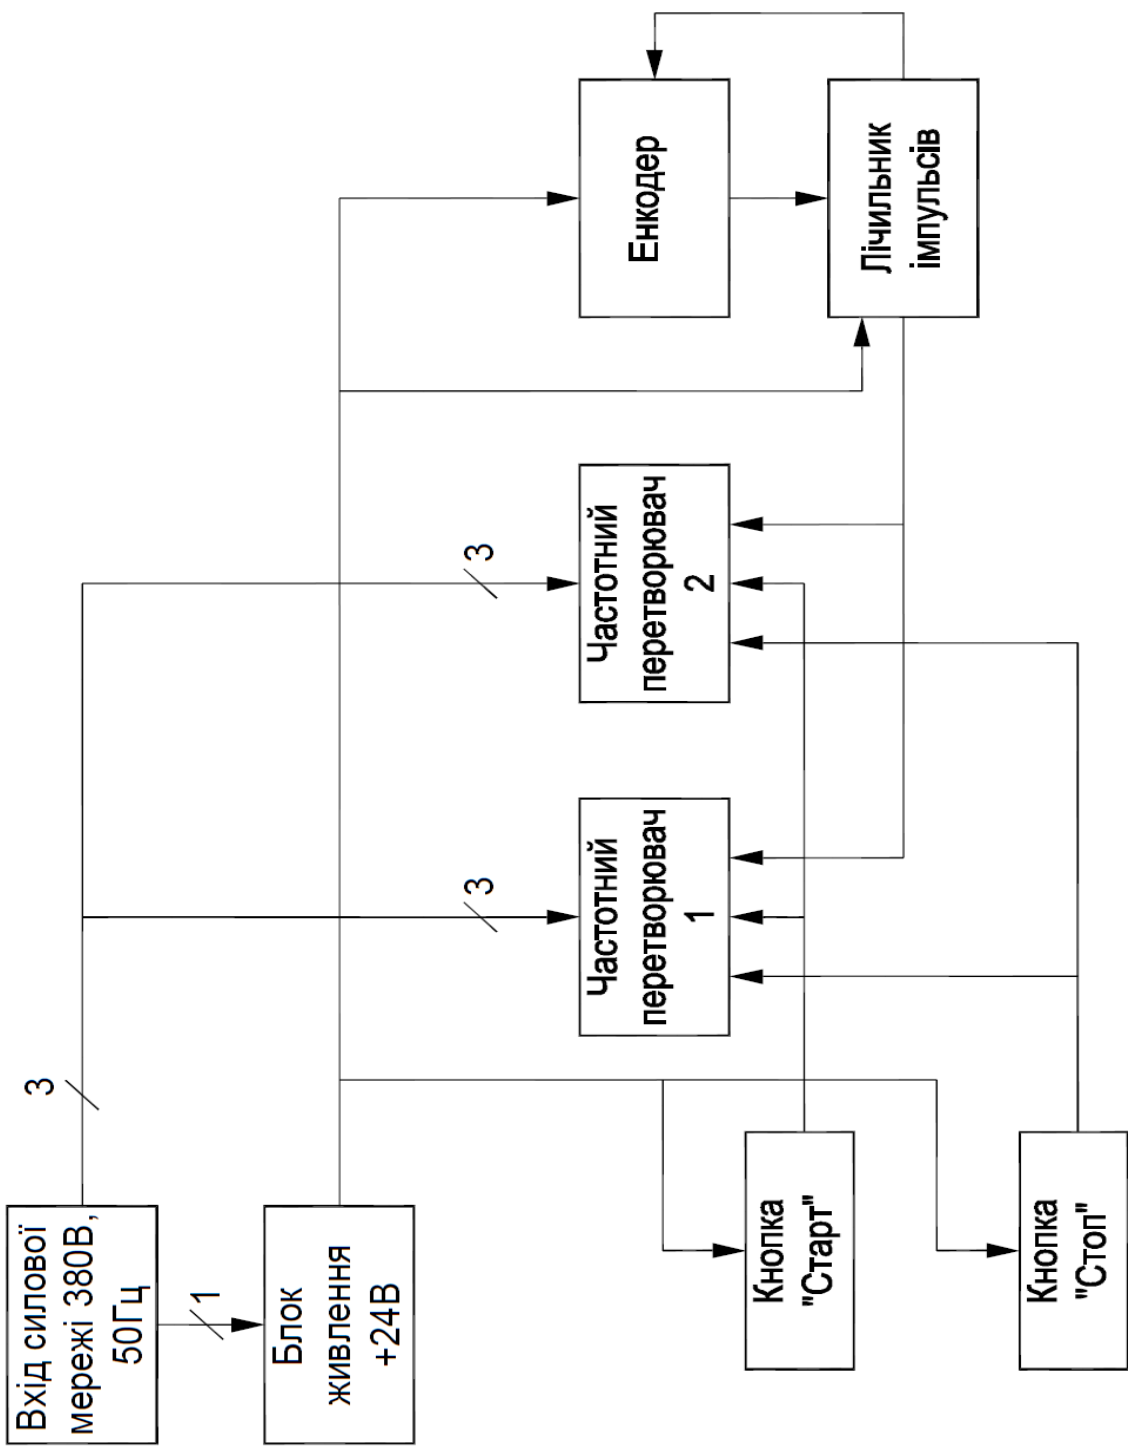 Вхід силової
мережі 380В,
50Гц
3
1
Блок
живлення
+24В
3
3
Частотний
перетворювач
1
Частотний
перетворювач
2
Енкодер
Лічильник
імпульсів
Кнопка
"Старт"
Кнопка
"Стоп"